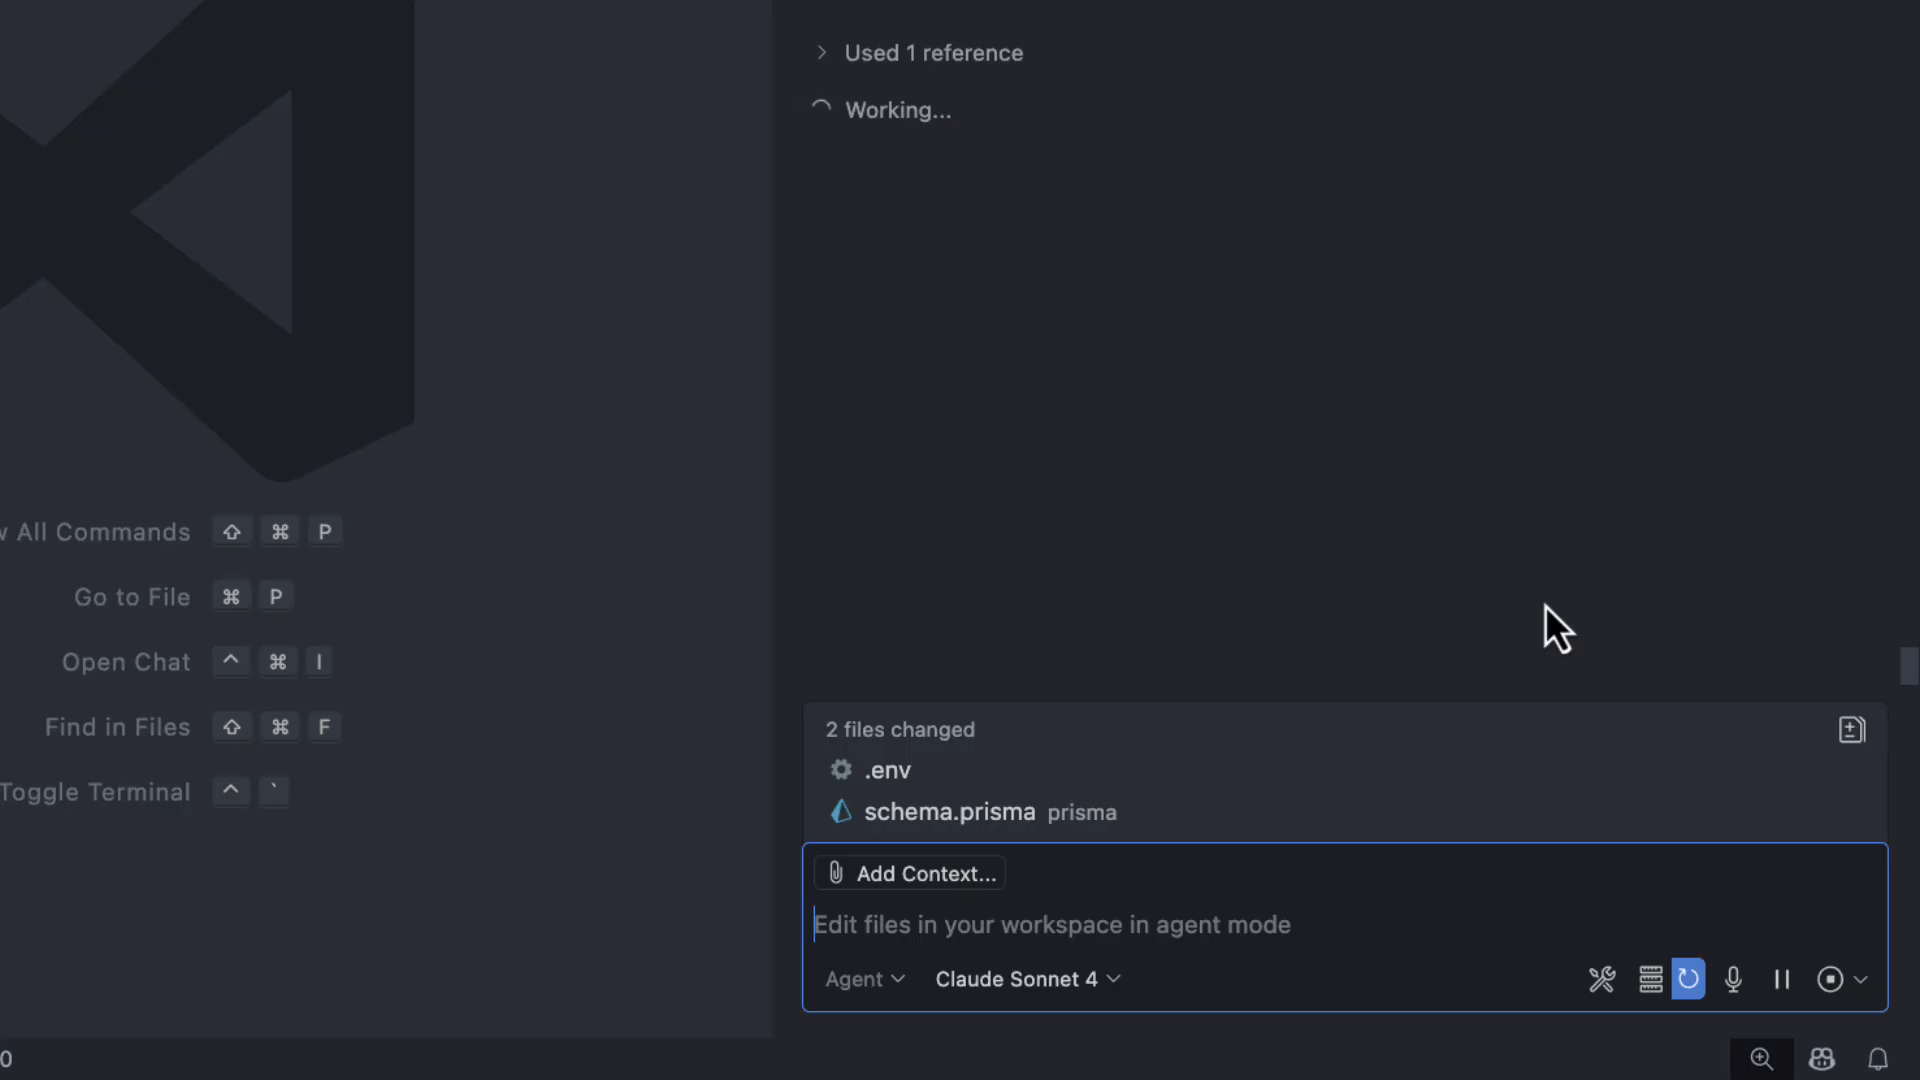 Used 1 reference
Working...
w All Commands ⇧ ⌘ P
Go to File ⌘ P
Open Chat ^ ⌘ I
Find in Files ⇧ ⌘ F
Toggle Terminal ^ `
2 files changed
.env
schema.prisma prisma
Add Context...
Edit files in your workspace in agent mode
Agent Claude Sonnet 4
0